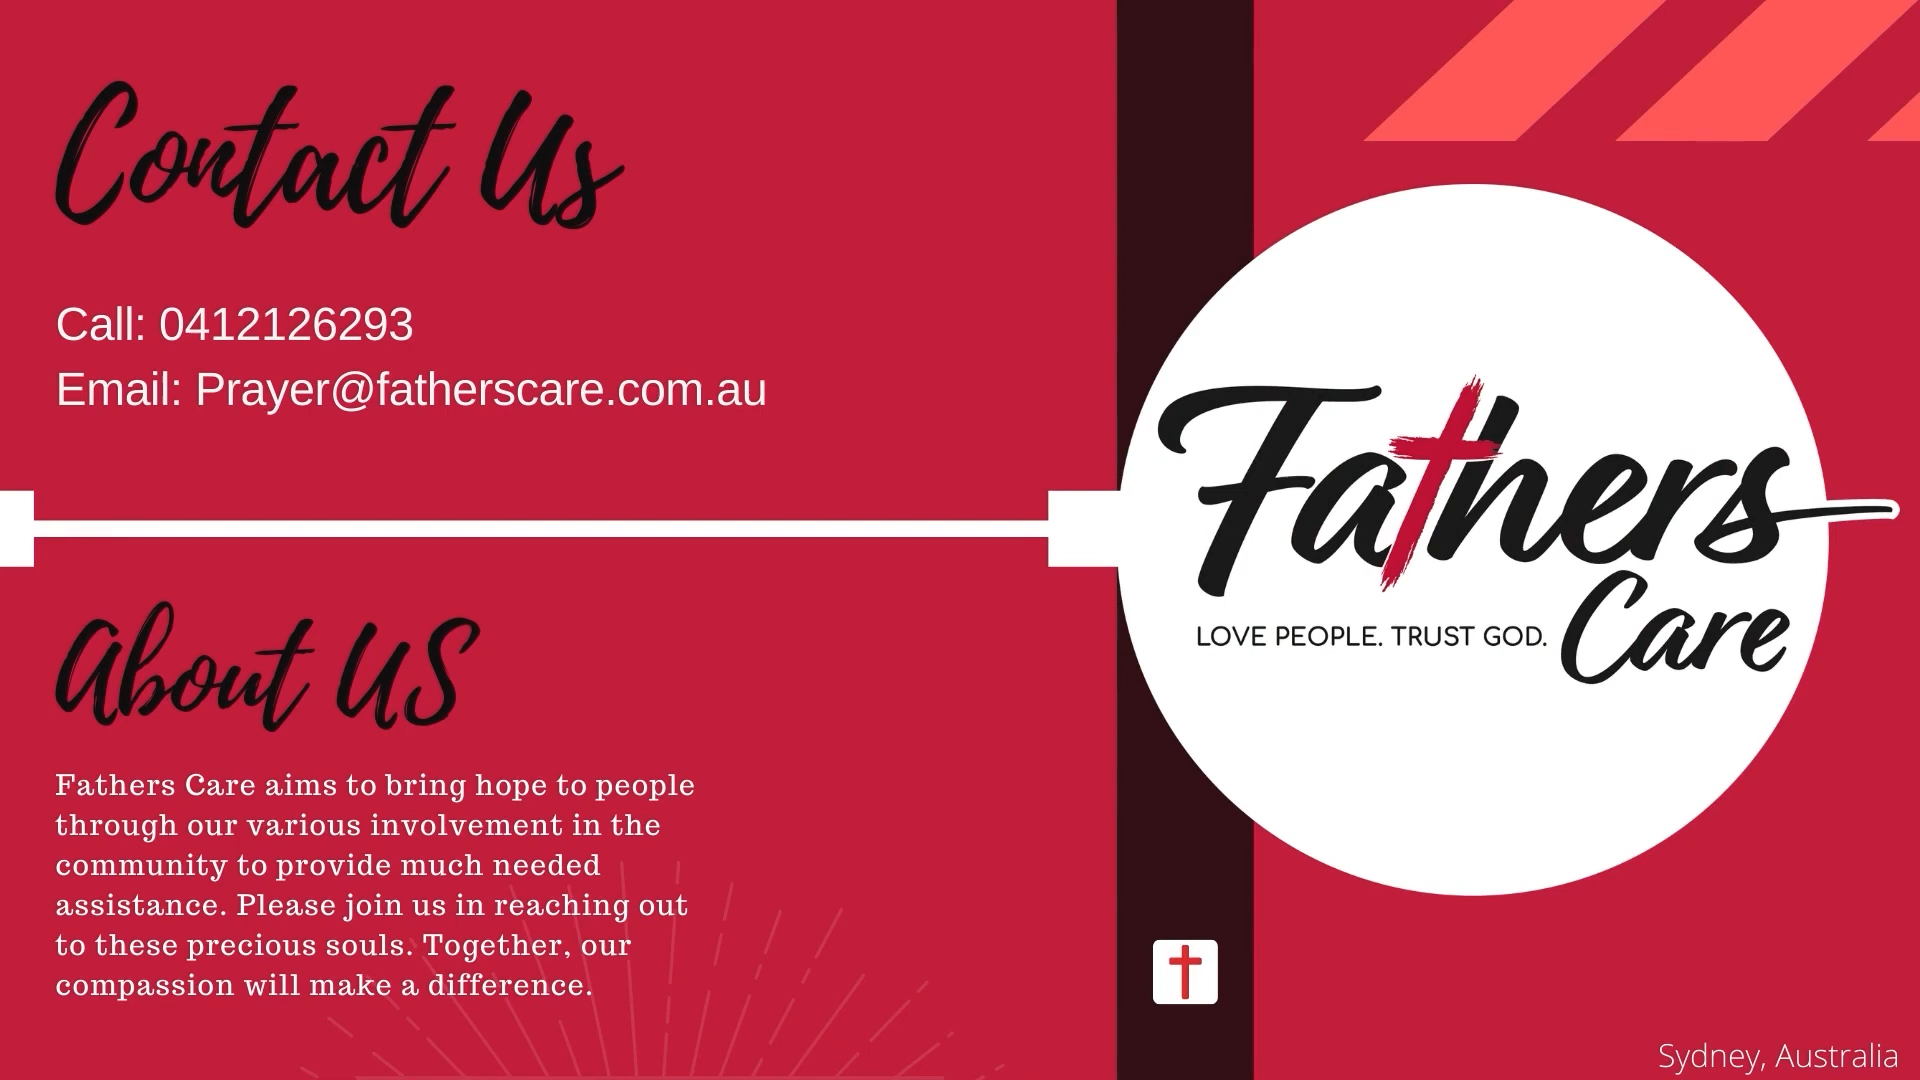 Contact Us
Call: 0412126293
Email: Prayer@fatherscare.com.au
About US
Fathers Care aims to bring hope to people
through our various involvement in the
community to provide much needed
assistance. Please join us in reaching out
to these precious souls. Together, our
compassion will make a difference.
Fathers
LOVE PEOPLE. TRUST GOD. Care
Sydney, Australia